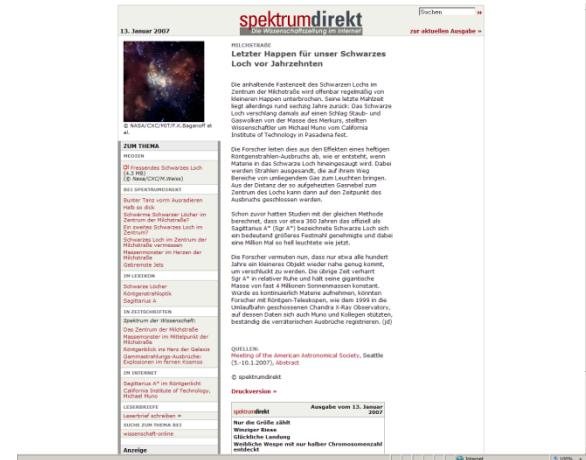 Suchen »
spektrumdirekt
Die Wissenschaftszeitung im Internet
13. Januar 2007
zur aktuellen Ausgabe »
© NASA/CXC/MIT/F.K.Baganoff et
al.
ZUM THEMA
MEDIEN
Fressendes Schwarzes Loch
(4.3 MB)
(© Nasa/CXC/M.Weiss)
BEI SPEKTRUMDIREKT
Bunter Tanz vorm Ausradieren
Halb so dick
Schwärme Schwarzer Löcher im
Zentrum der Milchstraße?
Ein zweites Schwarzes Loch im
Zentrum?
Schwarzes Loch im Zentrum der
Milchstraße vermessen
Massemonster im Herzen der
Milchstraße
Gebremste Jets
IM LEXIKON
Schwarze Löcher
Röntgenstrahloptik
Sagittarius A
IN ZEITSCHRIFTEN
Spektrum der Wissenschaft:
Das Zentrum der Milchstraße
Massemonster im Mittelpunkt der
Milchstraße
Röntgenblick ins Herz der Galaxis
Gammastrahlungs-Ausbrüche:
Explosionen im fernen Kosmos
IM INTERNET
Sagittarius A* im Röntgenlicht
California Institute of Technology,
Michael Muno
LESERBRIEFE
Leserbrief schreiben »
SUCHE ZUM THEMA BEI
wissenschaft-online
Anzeige
MILCHSTRAßE
Letzter Happen für unser Schwarzes
Loch vor Jahrzehnten
Die anhaltende Fastenzeit des Schwarzen Lochs im
Zentrum der Milchstraße wird offenbar regelmäßig von
kleineren Happen unterbrochen. Seine letzte Mahlzeit
liegt allerdings rund sechzig Jahre zurück: Das Schwarze
Loch verschlang damals auf einen Schlag Staub- und
Gaswolken von der Masse des Merkurs, stellten
Wissenschaftler um Michael Muno vom California
Institute of Technology in Pasadena fest.
Die Forscher leiten dies aus den Effekten eines heftigen
Röntgenstrahlen-Ausbruchs ab, wie er entsteht, wenn
Materie in das Schwarze Loch hineingesaugt wird. Dabei
werden Strahlen ausgesandt, die auf ihrem Weg
Bereiche von umliegendem Gas zum Leuchten bringen.
Aus der Distanz der so aufgeheizten Gasnebel zum
Zentrum des Lochs kann dann auf den Zeitpunkt des
Ausbruchs geschlossen werden.
Schon zuvor hatten Studien mit der gleichen Methode
berechnet, dass vor etwa 360 Jahren das offiziell als
Sagittarius A* (Sgr A*) bezeichnete Schwarze Loch sich
ein bedeutend größeres Festmahl genehmigte und dabei
eine Million Mal so hell leuchtete wie jetzt.
Die Forscher vermuten nun, dass nur etwa alle hundert
Jahre ein kleineres Objekt wieder nahe genug kommt,
um verschluckt zu werden. Die übrige Zeit verharrt
Sgr A* in relativer Ruhe und hält seine gigantische
Masse von fast 4 Millionen Sonnenmassen konstant.
Würde es kontinuierlich Materie aufnehmen, könnten
Forscher mit Röntgen-Teleskopen, wie dem 1999 in die
Umlaufbahn geschossenen Chandra X-Ray Observatory,
auf dessen Daten sich auch Muno und Kollegen stützten,
beständig die verräterischen Ausbrüche registrieren. (jd)
QUELLEN:
Meeting of the American Astronomical Society, Seattle
(5.-10.1.2007), Abstract
© spektrumdirekt
Druckversion »
spektrumdirekt
Ausgabe vom 13. Januar
2007
Nur die Größe zählt
Winziger Riese
Glückliche Landung
Weibliche Wespe mit nur halber Chromosomenzahl
entdeckt
Internet
100%